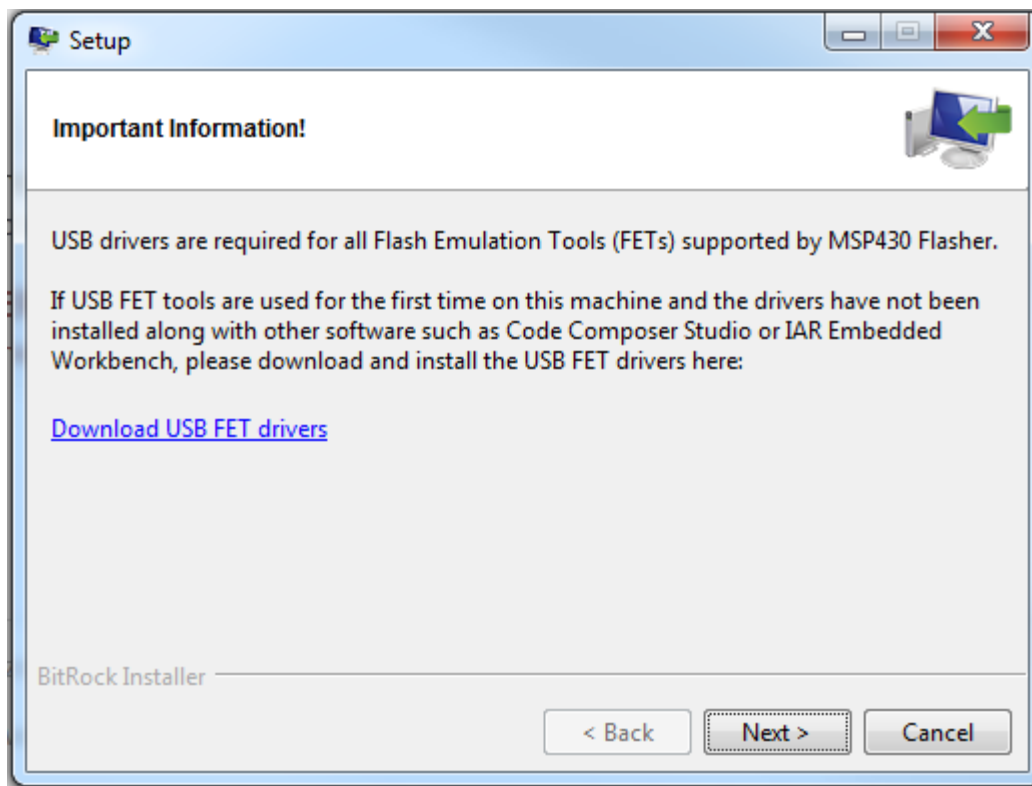 Setup
Important Information!
USB drivers are required for all Flash Emulation Tools (FETs) supported by MSP430 Flasher.
If USB FET tools are used for the first time on this machine and the drivers have not been
installed along with other software such as Code Composer Studio or IAR Embedded
Workbench, please download and install the USB FET drivers here:
Download USB FET drivers
BitRock Installer
< Back
Next >
Cancel